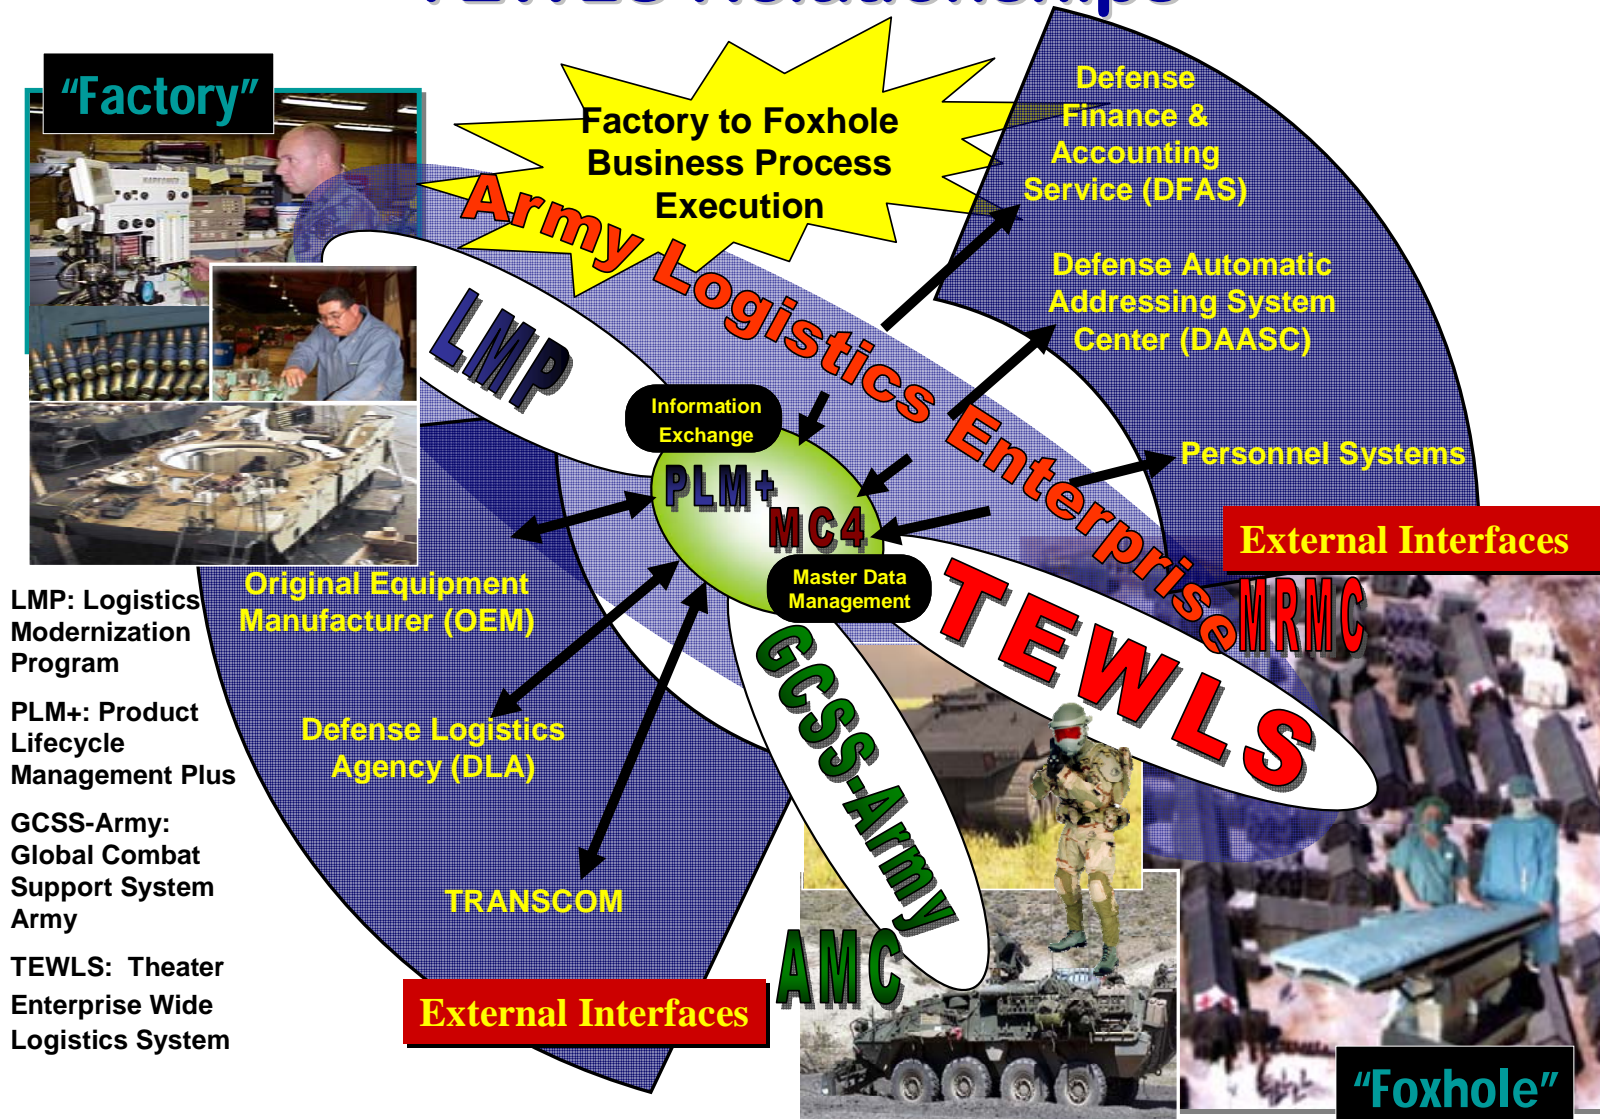 TEWLS Relationships
"Factory"
Factory to Foxhole
Business Process
Execution
Defense
Finance &
Accounting
Service (DFAS)
Army Logistics Enterprise
Defense Automatic
Addressing System
Center (DAASC)
LMP
Information
Exchange
Personnel Systems
PLM+
MC4
External Interfaces
Master Data
Management
TEWLS
MRMC
Original Equipment
Manufacturer (OEM)
LMP: Logistics
Modernization
Program
GCSS-Army
PLM+: Product
Lifecycle
Management Plus
Defense Logistics
Agency (DLA)
GCSS-Army:
Global Combat
Support System
Army
TRANSCOM
AMC
TEWLS: Theater
Enterprise Wide
Logistics System
External Interfaces
"Foxhole"